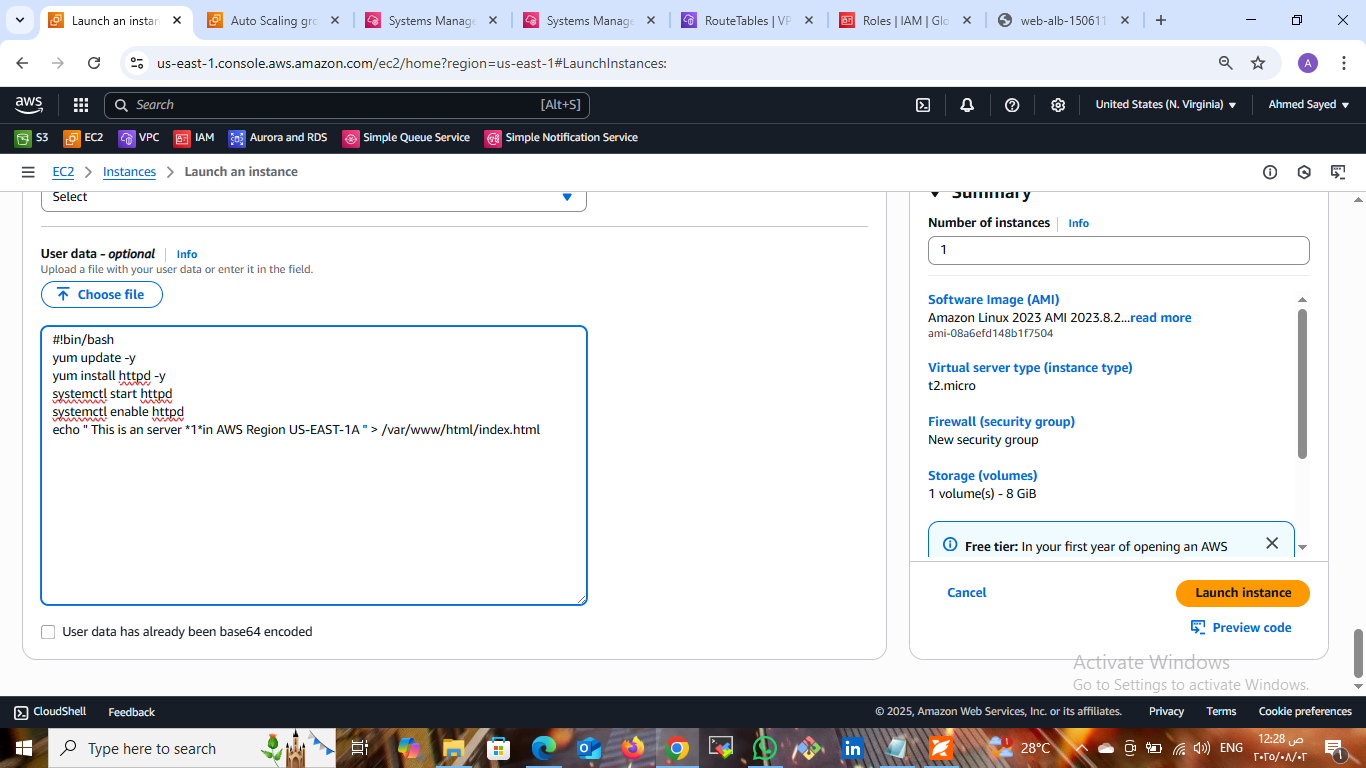 Launch an instan
Auto Scaling gro
Systems Manage
Systems Manage
RouteTables | VP
Roles | IAM | Glo
web-alb-150611
us-east-1.console.aws.amazon.com/ec2/home?region=us-east-1#LaunchInstances:
A
aws
Search
[Alt+S]
United States (N. Virginia)
Ahmed Sayed
S3
EC2
VPC
IAM
Aurora and RDS
Simple Queue Service
Simple Notification Service
EC2 > Instances > Launch an instance
Select
User data - optional
Info
Upload a file with your user data or enter it in the field.
Choose file
#!bin/bash
yum update -y
yum install httpd -y
systemctl start httpd
systemctl enable httpd
echo " This is an server *1*in AWS Region US-EAST-1A " > /var/www/html/index.html
User data has already been base64 encoded
Summary
Number of instances
Info
1
Software Image (AMI)
Amazon Linux 2023 AMI 2023.8.2...read more
ami-08a6efd148b1f7504
Virtual server type (instance type)
t2.micro
Firewall (security group)
New security group
Storage (volumes)
1 volume(s) - 8 GiB
Free tier: In your first year of opening an AWS
Cancel
Launch instance
Preview code
Activate Windows
Go to Settings to activate Windows.
CloudShell
Feedback
© 2025, Amazon Web Services, Inc. or its affiliates.
Privacy
Terms
Cookie preferences
Type here to search
28°C
ENG
12:28 ص
٢٠٢٥/٠٨/٠٢
1